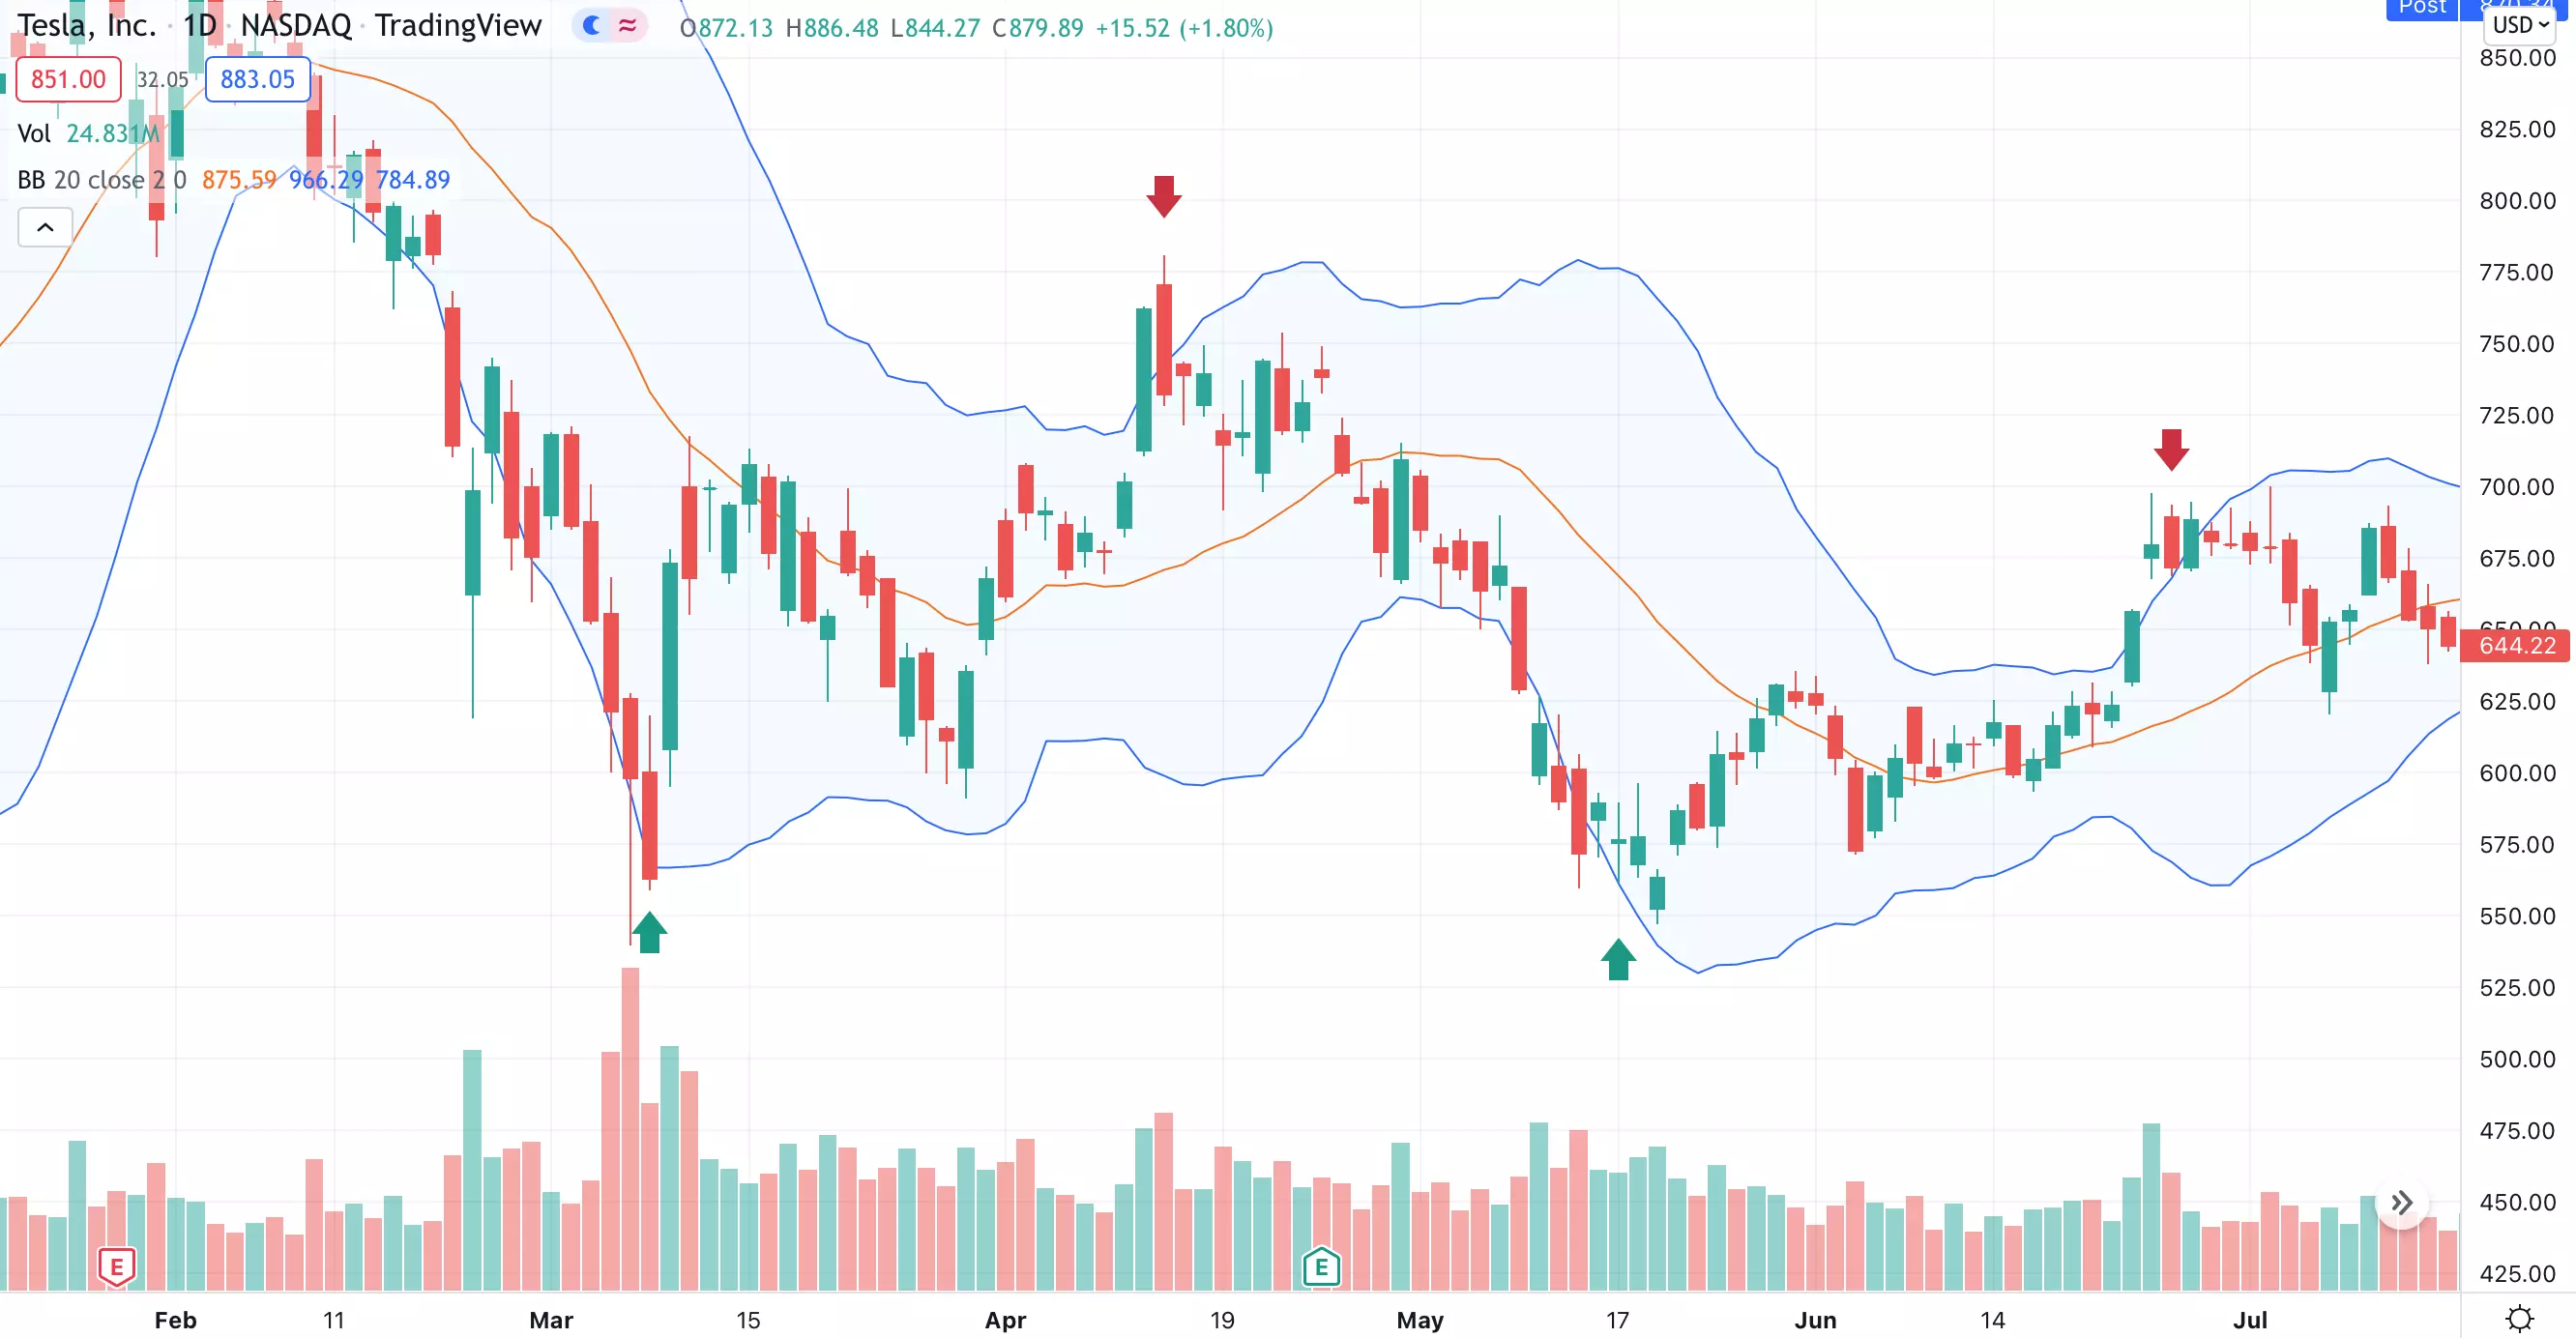 Tesla, Inc. · 1D · NASDAQ · TradingView O872.13 H886.48 L844.27 C879.89 +15.52 (+1.80%)
Post
USD
851.00 32.05 883.05
Vol 24.831M
BB 20 close 2 0 875.59 966.29 784.89
850.00
825.00
800.00
775.00
750.00
725.00
700.00
675.00
650.00
644.22
625.00
600.00
575.00
550.00
525.00
500.00
475.00
450.00
425.00
E E
Feb 11 Mar 15 Apr 19 May 17 Jun 14 Jul